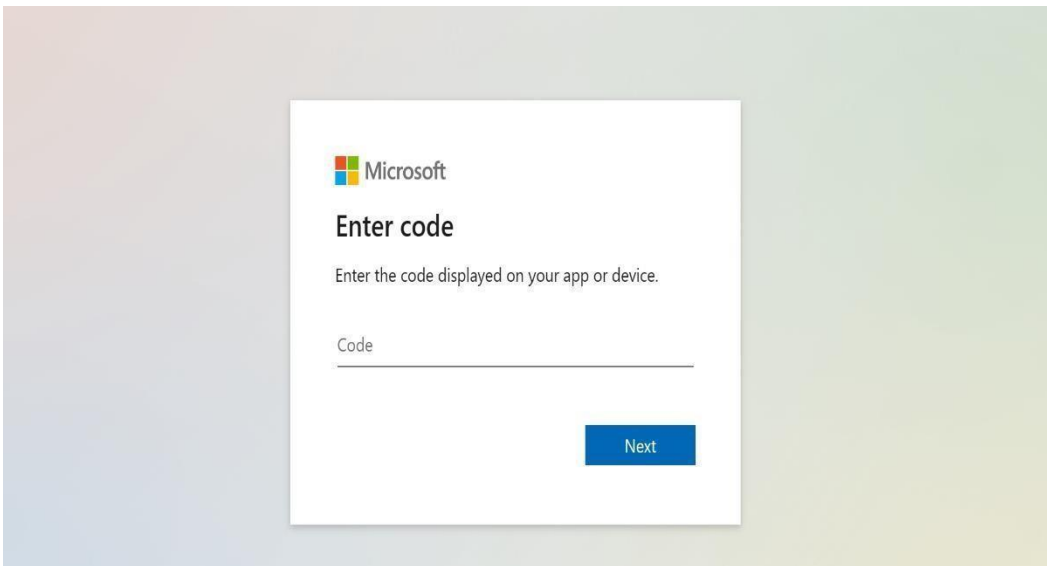 Microsoft
Enter code
Enter the code displayed on your app or device.
Code
Next